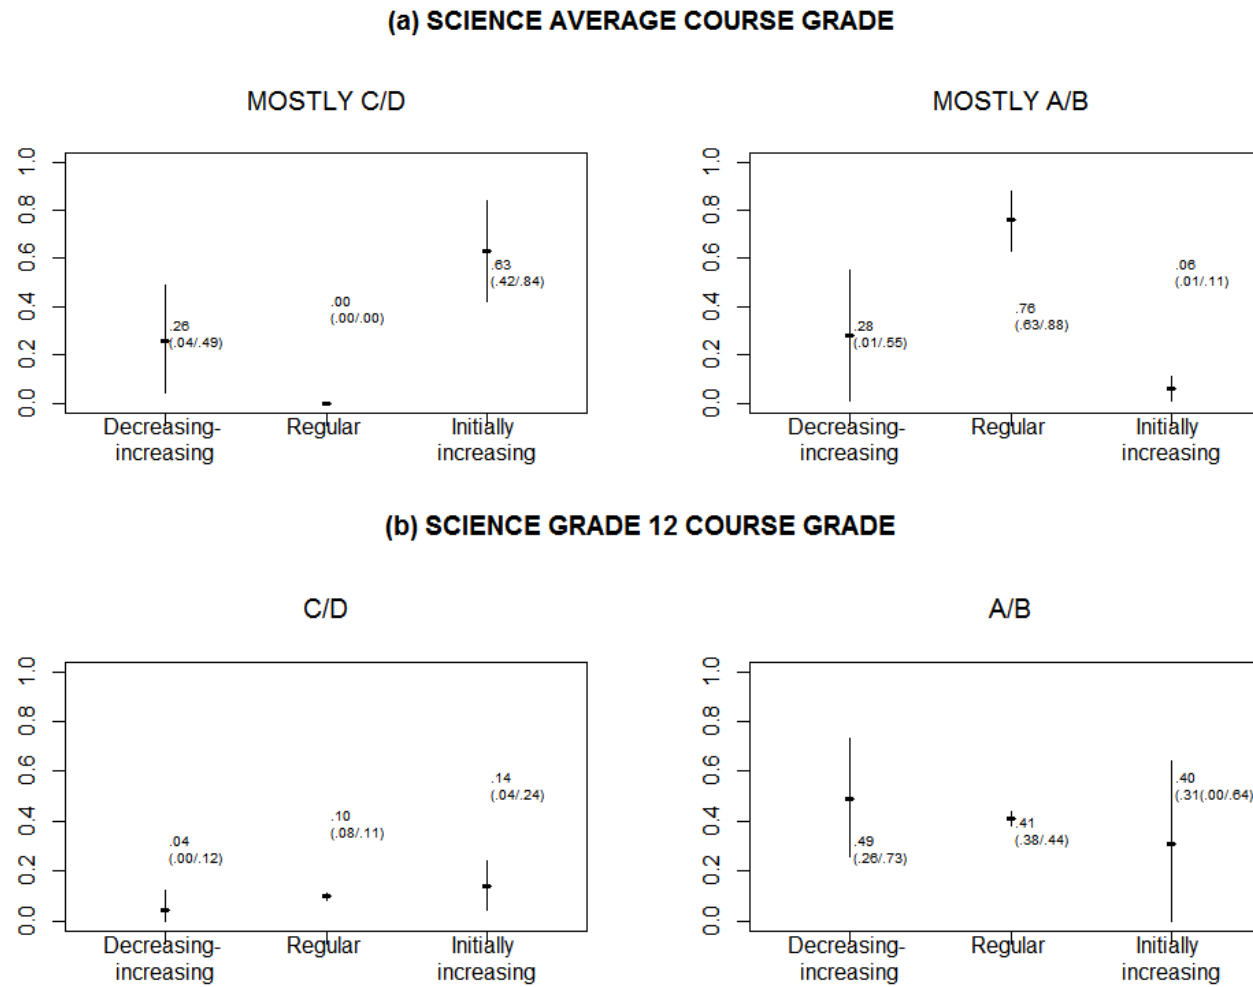 (a) SCIENCE AVERAGE COURSE GRADE
MOSTLY C/D
1.0
0.8
0.6
0.4
0.2
0.0
.26
(.04/.49)
.00
(.00/.00)
.63
(.42/.84)
Decreasing-
increasing
Regular
Initially
increasing
MOSTLY A/B
1.0
0.8
0.6
0.4
0.2
0.0
.28
(.01/.55)
.76
(.63/.88)
.06
(.01/.11)
Decreasing-
increasing
Regular
Initially
increasing
(b) SCIENCE GRADE 12 COURSE GRADE
C/D
1.0
0.8
0.6
0.4
0.2
0.0
.04
(.00/.12)
.10
(.08/.11)
.14
(.04/.24)
Decreasing-
increasing
Regular
Initially
increasing
A/B
1.0
0.8
0.6
0.4
0.2
0.0
.49
(.26/.73)
.41
(.38/.44)
.40
(.31(.00/.64)
Decreasing-
increasing
Regular
Initially
increasing